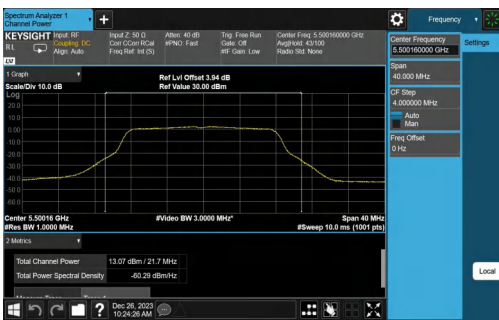 Spectrum Analyzer 1
Channel Power
Frequency
KEYSIGHT
Input: RF
Input Z: 50 Ω
Atten: 40 dB
Trig: Free Run
Center Freq: 5.500160000 GHz
RL
Coupling: DC
Corr CCorr RCal
#PNO: Fast
Gate: Off
Avg|Hold: 43/100
Align: Auto
Freq Ref: Int (S)
#IF Gain: Low
Radio Std: None
Center Frequency
5.500160000 GHz
Settings
Span
40.000 MHz
CF Step
4.000000 MHz
Auto
Man
Freq Offset
0 Hz
Local
1 Graph
Ref Lvl Offset 3.94 dB
Scale/Div 10.0 dB
Ref Value 30.00 dBm
Log
20.0
10.0
0.00
-10.0
-20.0
-30.0
-40.0
-50.0
-60.0
Center 5.50016 GHz
#Video BW 3.0000 MHz*
Span 40 MHz
#Res BW 1.0000 MHz
#Sweep 10.0 ms (1001 pts)
2 Metrics
Total Channel Power
13.07 dBm / 21.7 MHz
Total Power Spectral Density
-60.29 dBm/Hz
?
Dec 26, 2023
10:24:26 AM